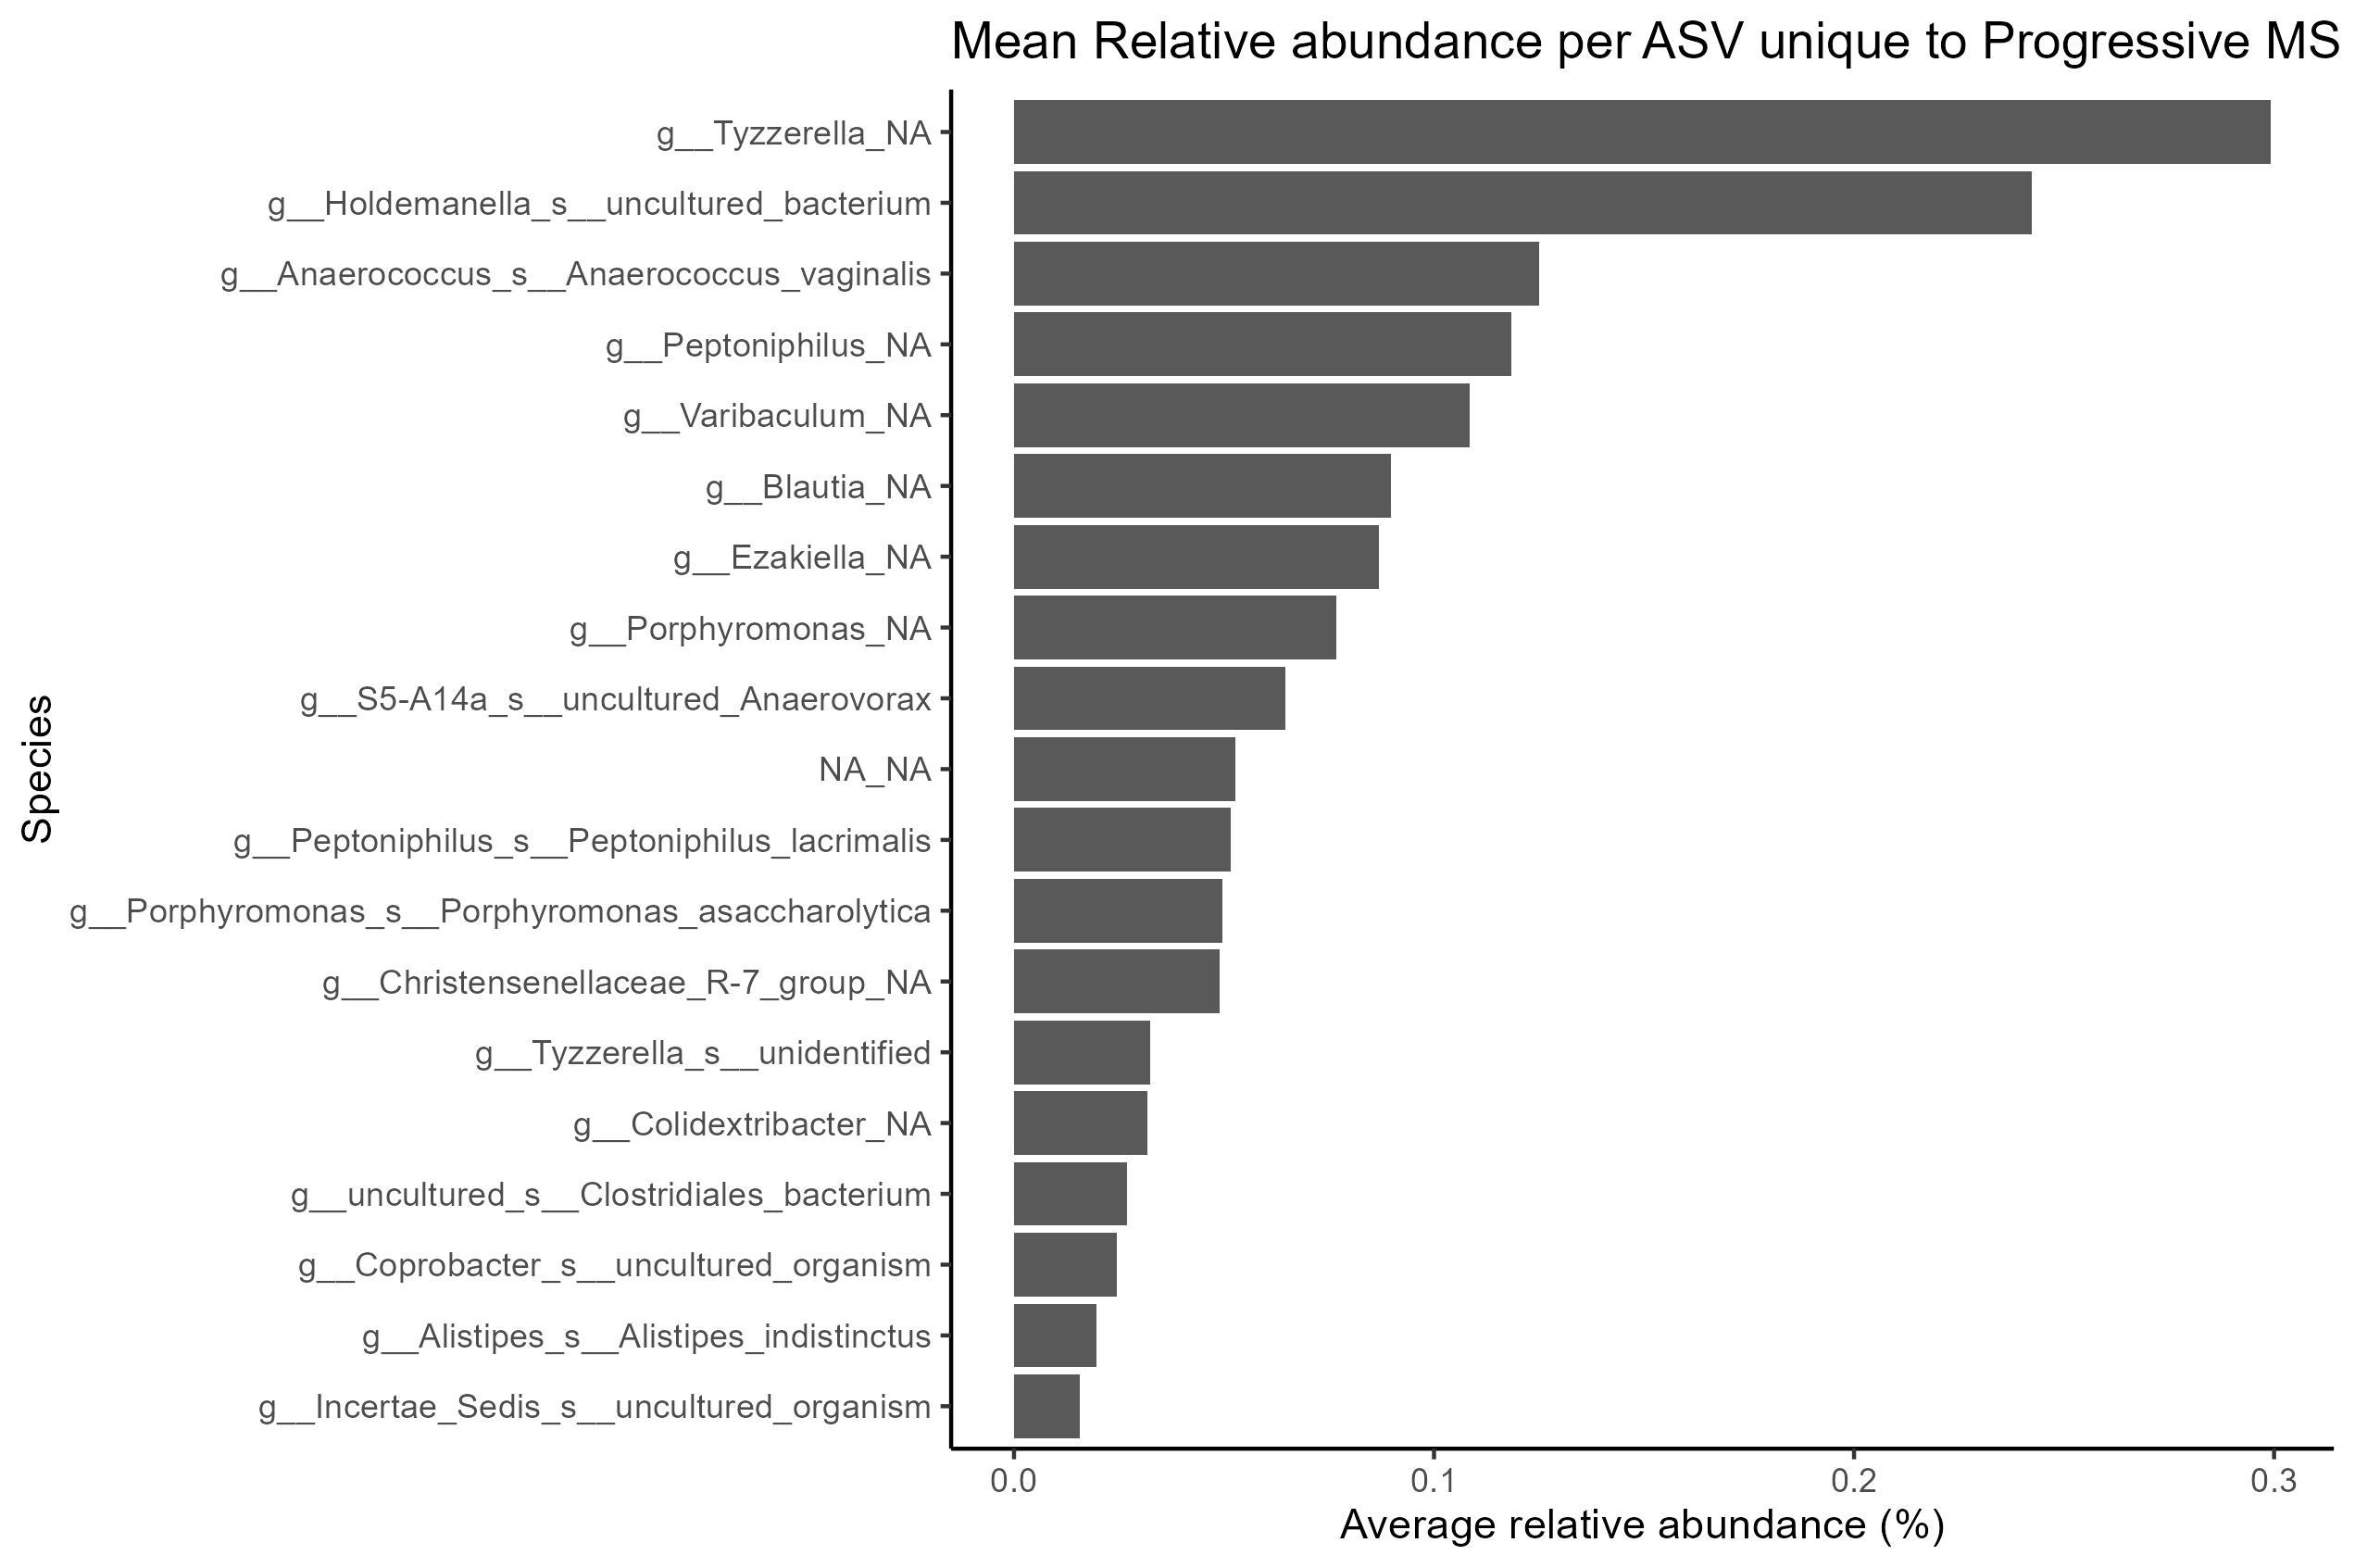 Mean Relative abundance per ASV unique to Progressive MS
g__Tyzzerella_NA
g__Holdemanella_s__uncultured_bacterium
g__Anaerococcus_s__Anaerococcus_vaginalis
g__Peptoniphilus_NA
g__Varibaculum_NA
g__Blautia_NA
g__Ezakiella_NA
g__Porphyromonas_NA
g__S5-A14a_s__uncultured_Anaerovorax
NA_NA
g__Peptoniphilus_s__Peptoniphilus_lacrimalis
g__Porphyromonas_s__Porphyromonas_asaccharolytica
g__Christensenellaceae_R-7_group_NA
g__Tyzzerella_s__unidentified
g__Colidextribacter_NA
g__uncultured_s__Clostridiales_bacterium
g__Coprobacter_s__uncultured_organism
g__Alistipes_s__Alistipes_indistinctus
g__Incertae_Sedis_s__uncultured_organism
Species
0.0 0.1 0.2 0.3
Average relative abundance (%)